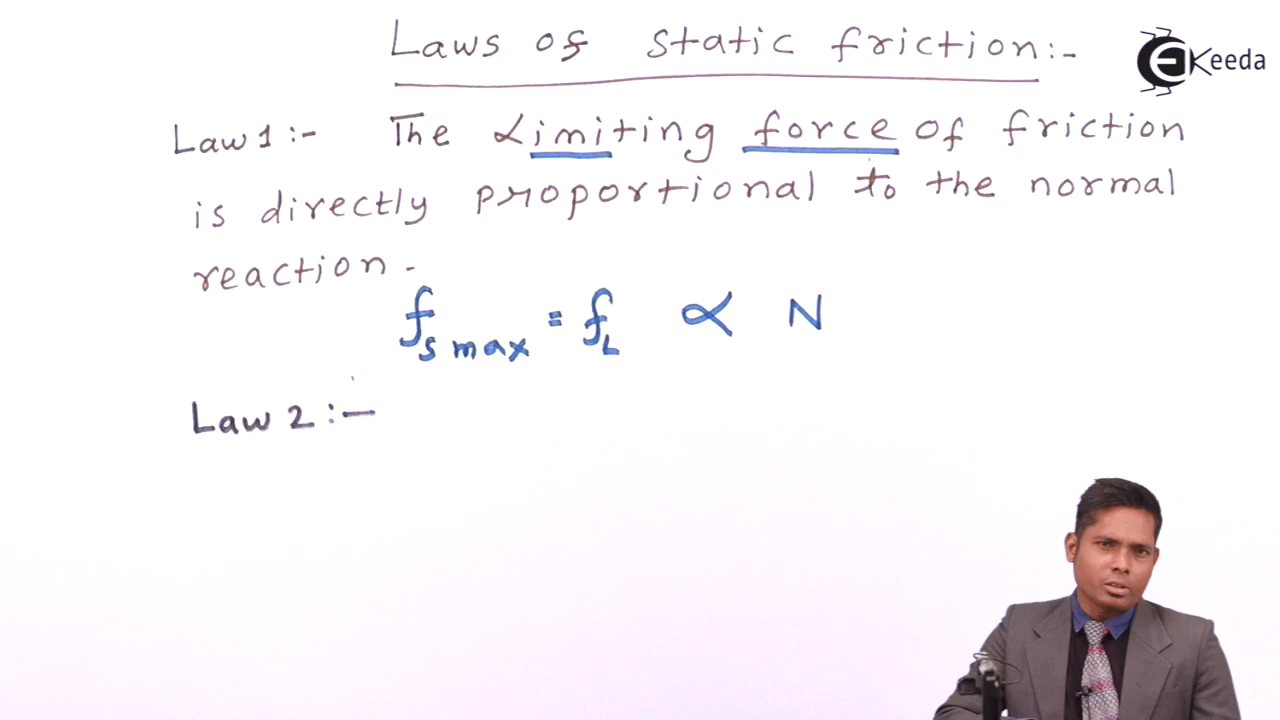 Laws of static friction:-
EKeeda
Law 1:- The Limiting force of friction
is directly proportional to the normal
reaction.
fs max = fL ∝ N
Law 2:-